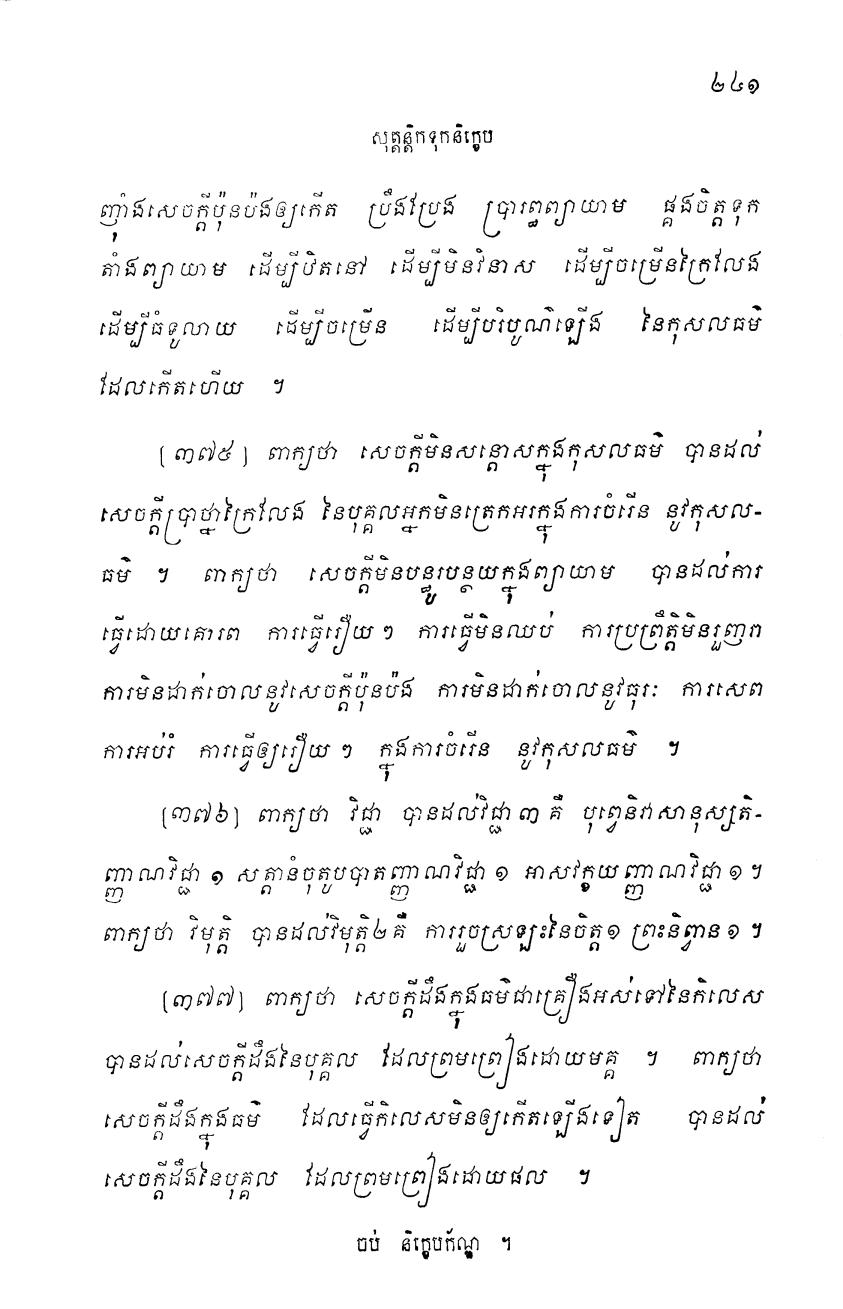 ២៤១
សុត្តន្តិកទុកនិក្ខេប
ញ៉ាំងសេចក្តីប៉ុនប៉ងឲ្យកើត ប្រឹងប្រែង ប្រារព្ធព្យាយាម ផ្គងចិត្តទុក
តាំងព្យាយាម ដើម្បីឋិតនៅ ដើម្បីមិនវិនាស ដើម្បីចម្រើនក្រៃលែង
ដើម្បីធំទូលាយ ដើម្បីចម្រើន ដើម្បីបរិបូណ៌ឡើង នៃកុសលធម៌
ដែលកើតហើយ ។
[៣៧៥] ពាក្យថា សេចក្តីមិនសន្តោសក្នុងកុសលធម៌ បានដល់
សេចក្តីប្រាថ្នាក្រៃលែង នៃបុគ្គលអ្នកមិនត្រេកអរក្នុងការចំរើន នូវកុសល-
ធម៌ ។ ពាក្យថា សេចក្តីមិនបន្ធូរបន្ថយក្នុងព្យាយាម បានដល់ការ
ធ្វើដោយគោរព ការធ្វើរឿយៗ ការធ្វើមិនឈប់ ការប្រព្រឹត្តិមិនរួញរា
ការមិនដាក់ចោលនូវសេចក្តីប៉ុនប៉ង ការមិនដាក់ចោលនូវធុរៈ ការសេព
ការអប់រំ ការធ្វើឲ្យរឿយៗ ក្នុងការចំរើន នូវកុសលធម៌ ។
[៣៧៦] ពាក្យថា វិជ្ជា បានដល់វិជ្ជា ៣ គឺ បុព្វេនិវាសានុស្សតិ-
ញ្ញាណវិជ្ជា ១ សត្តានំចុតូបបាតញ្ញាណវិជ្ជា ១ អាសវក្ខយញ្ញាណវិជ្ជា ១ ។
ពាក្យថា វិមុត្តិ បានដល់វិមុត្តិ២គឺ ការរួចស្រឡះនៃចិត្ត១ ព្រះនិព្វាន១ ។
[៣៧៧] ពាក្យថា សេចក្តីដឹងក្នុងធម៌ជាគ្រឿងអស់ទៅនៃកិលេស
បានដល់សេចក្តីដឹងនៃបុគ្គល ដែលព្រមព្រៀងដោយមគ្គ ។ ពាក្យថា
សេចក្តីដឹងក្នុងធម៌ ដែលធ្វើកិលេសមិនឲ្យកើតឡើងទៀត បានដល់
សេចក្តីដឹងនៃបុគ្គល ដែលព្រមព្រៀងដោយផល ។
ចប់ និក្ខេបកណ្ឌ ។